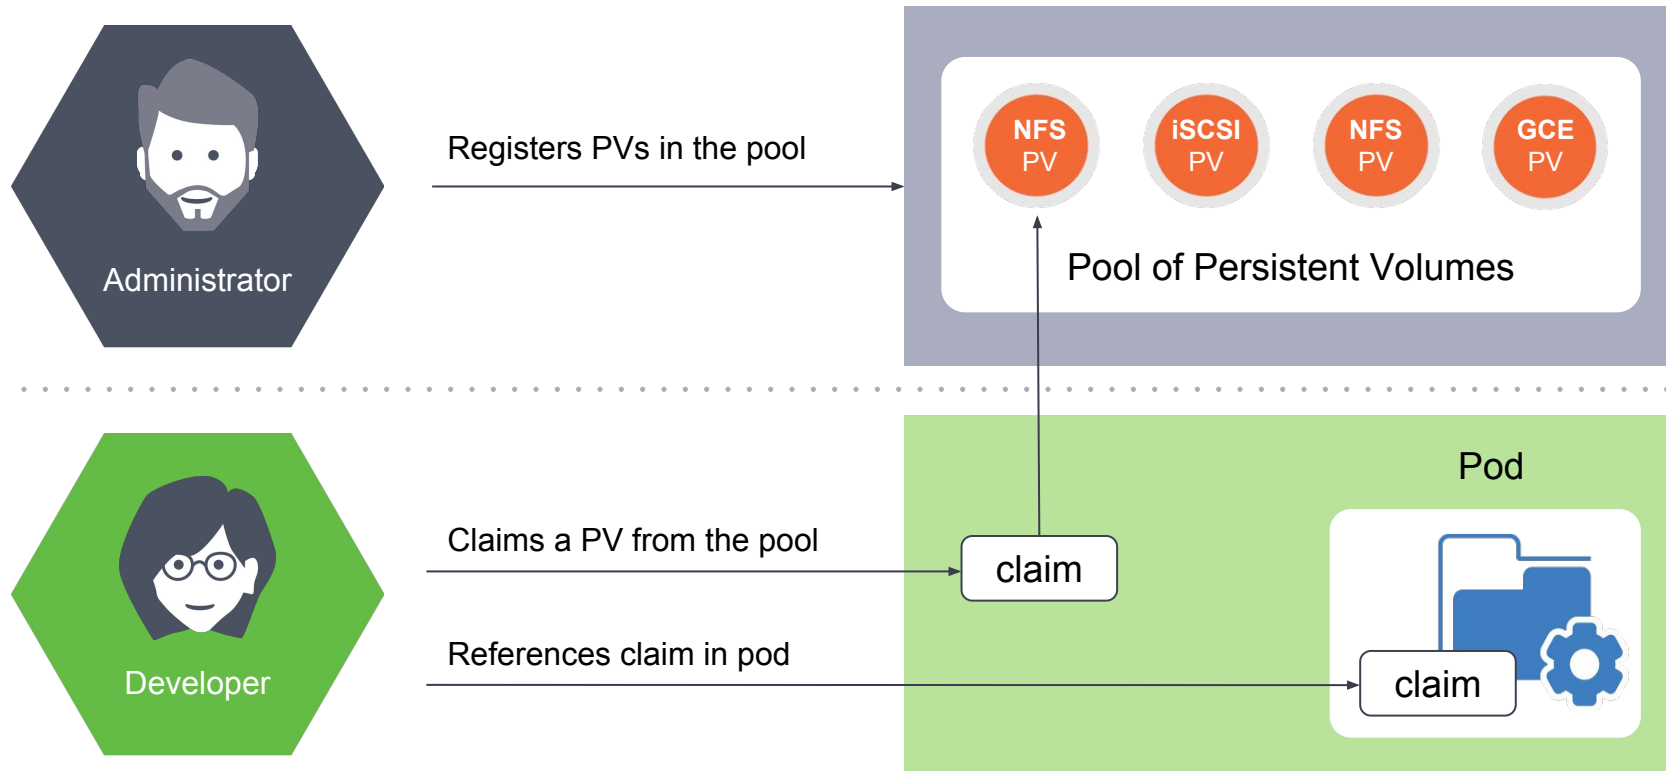 Administrator
Registers PVs in the pool
NFS
PV
iSCSI
PV
NFS
PV
GCE
PV
Pool of Persistent Volumes
Developer
Claims a PV from the pool
claim
References claim in pod
Pod
claim